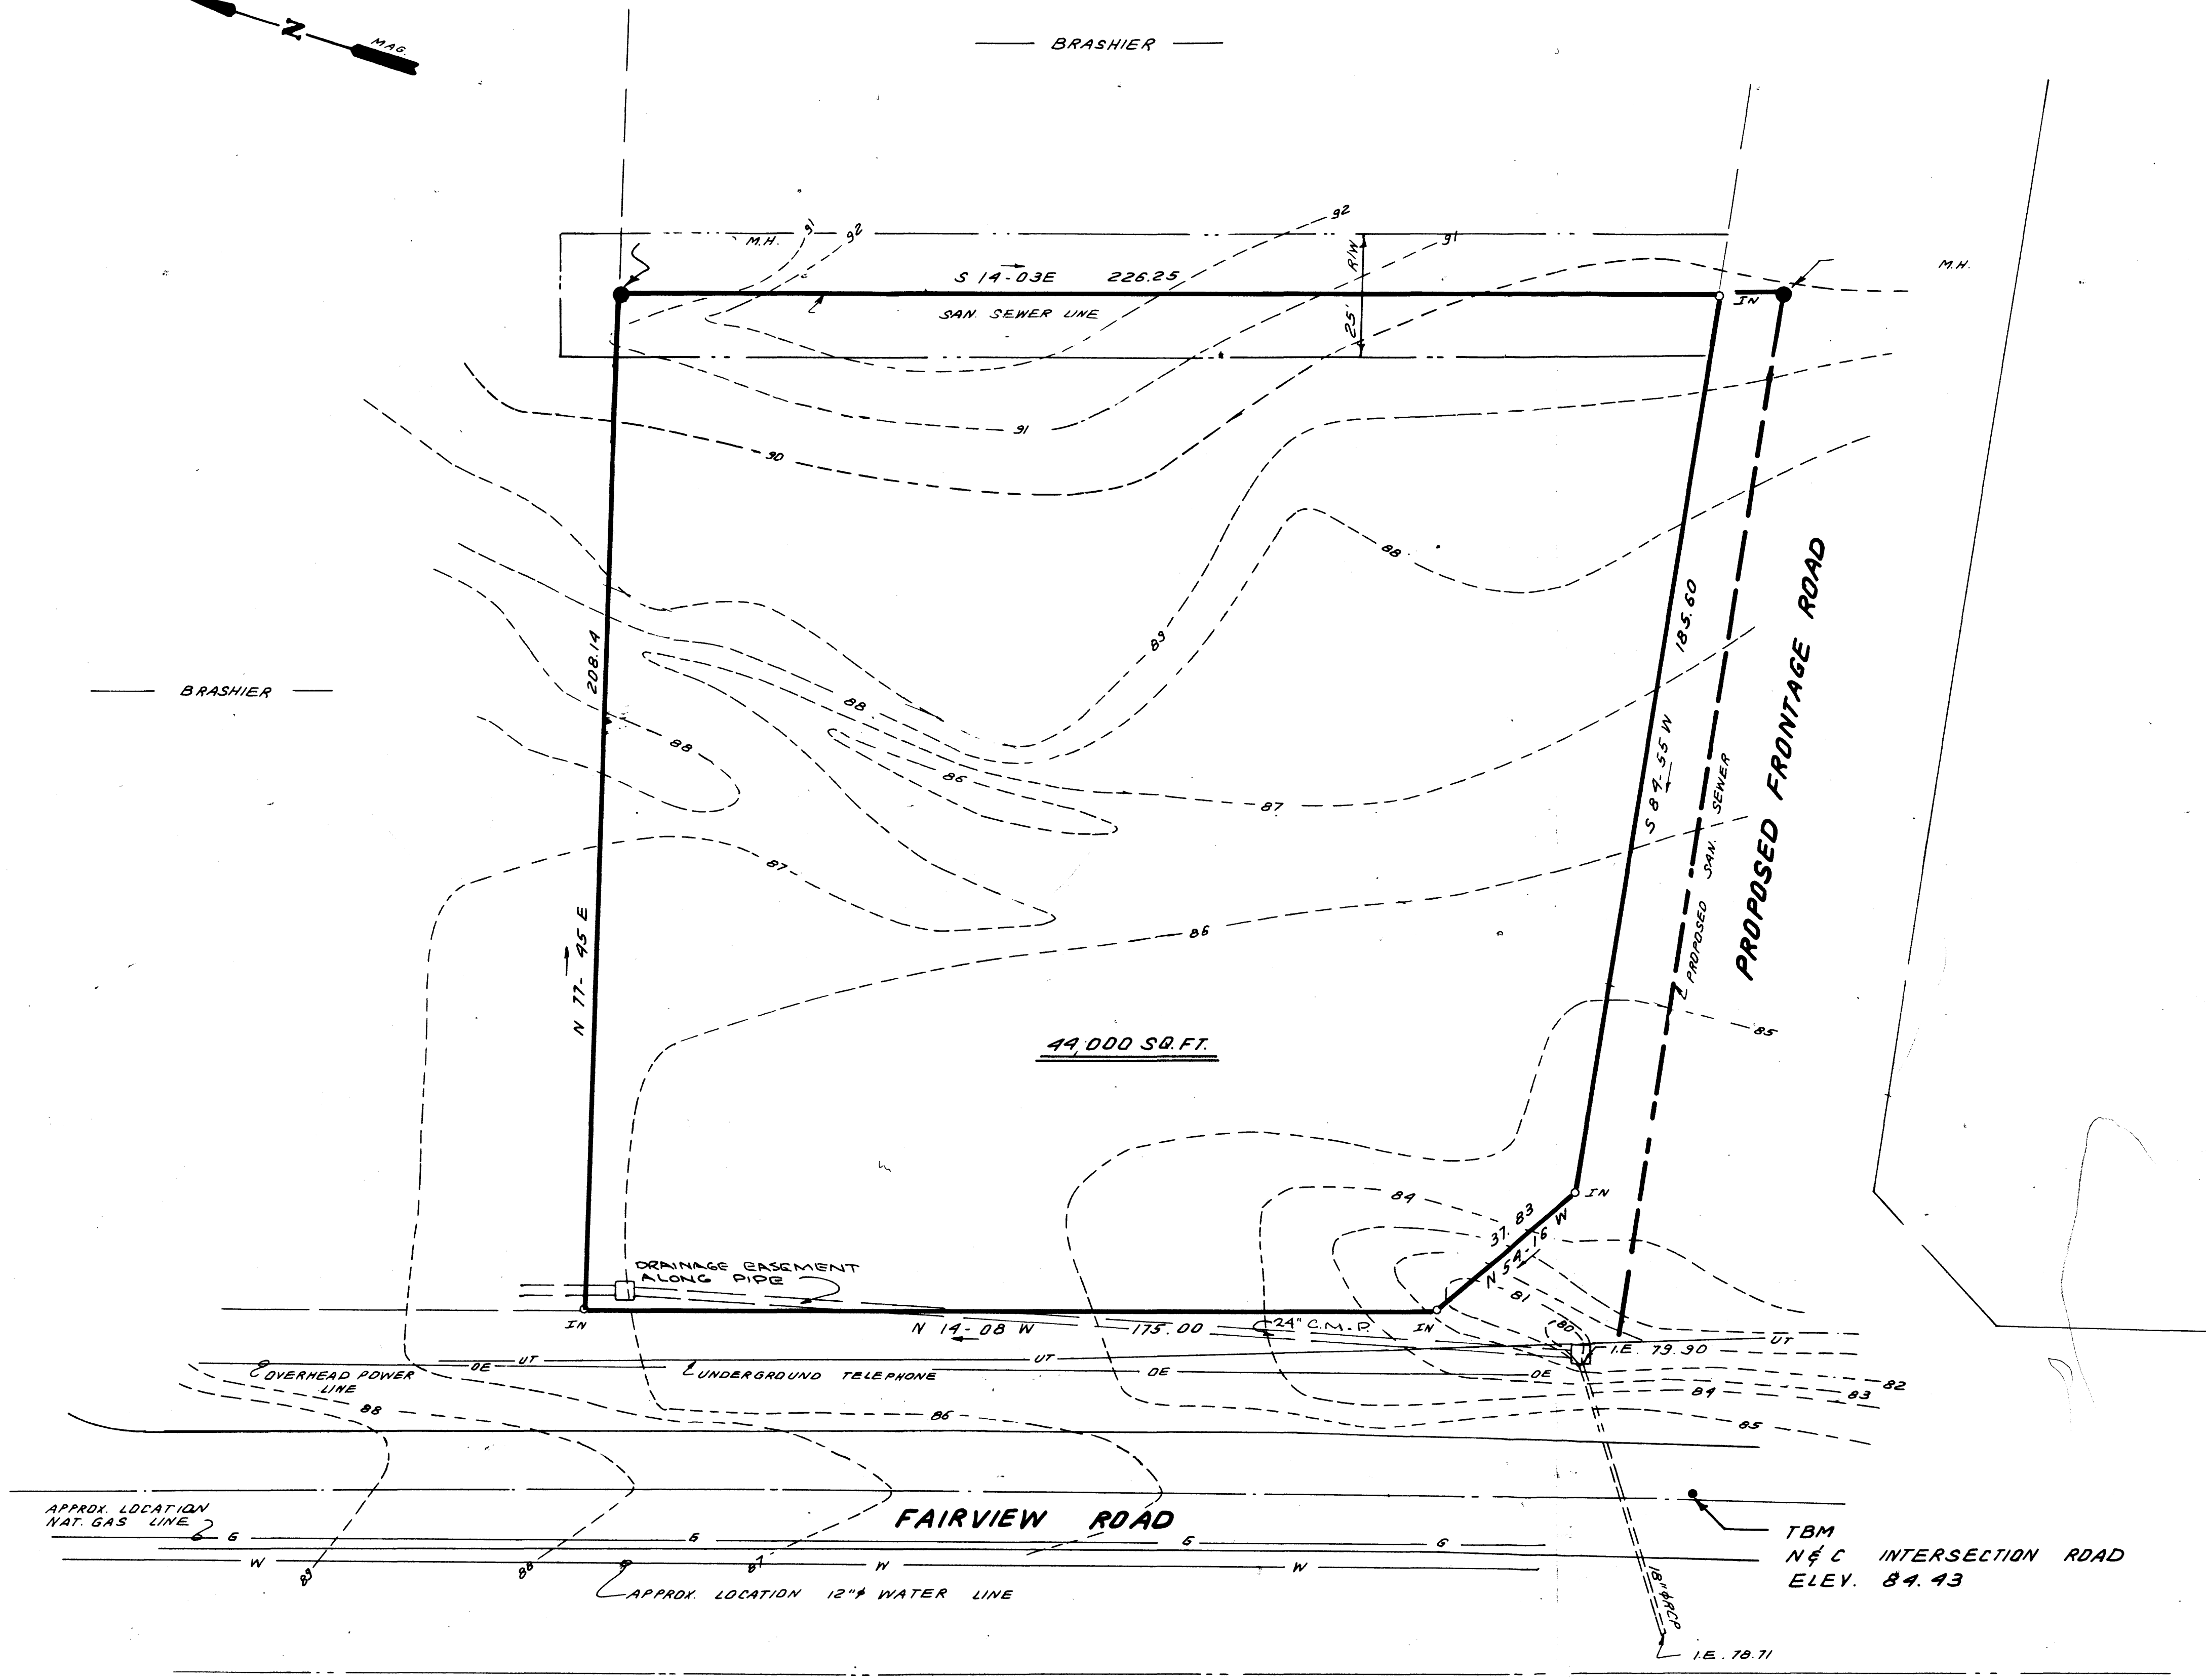 N
MAG.
BRASHIER
92
91
92
M.H.
91
R/W
S 14-03E 226.25
M.H.
IN
SAN. SEWER LINE
25'
91
90
88
89
208.14
185.60
BRASHIER
88
88
S 84-55 W
86
87
PROPOSED FRONTAGE ROAD
PROPOSED SAN. SEWER
87
N 77-45 E
86
85
44,000 SQ.FT.
84
IN
37.83
N 54-16 W
DRAINAGE EASEMENT
ALONG PIPE
81
80
IN
N 14-08 W 175.00
24" C.M.P.
IN
UT
I.E. 79.90
UT
UT
OE
OVERHEAD POWER
LINE
UNDERGROUND TELEPHONE
OE
OE
82
83
84
88
86
85
APPROX. LOCATION
NAT. GAS LINE
FAIRVIEW ROAD
TBM
N&C INTERSECTION ROAD
ELEV. 84.43
G
G
G
G
W
W
W
W
89
88
87
APPROX. LOCATION 12"φ WATER LINE
18"φRCP
I.E. 78.71